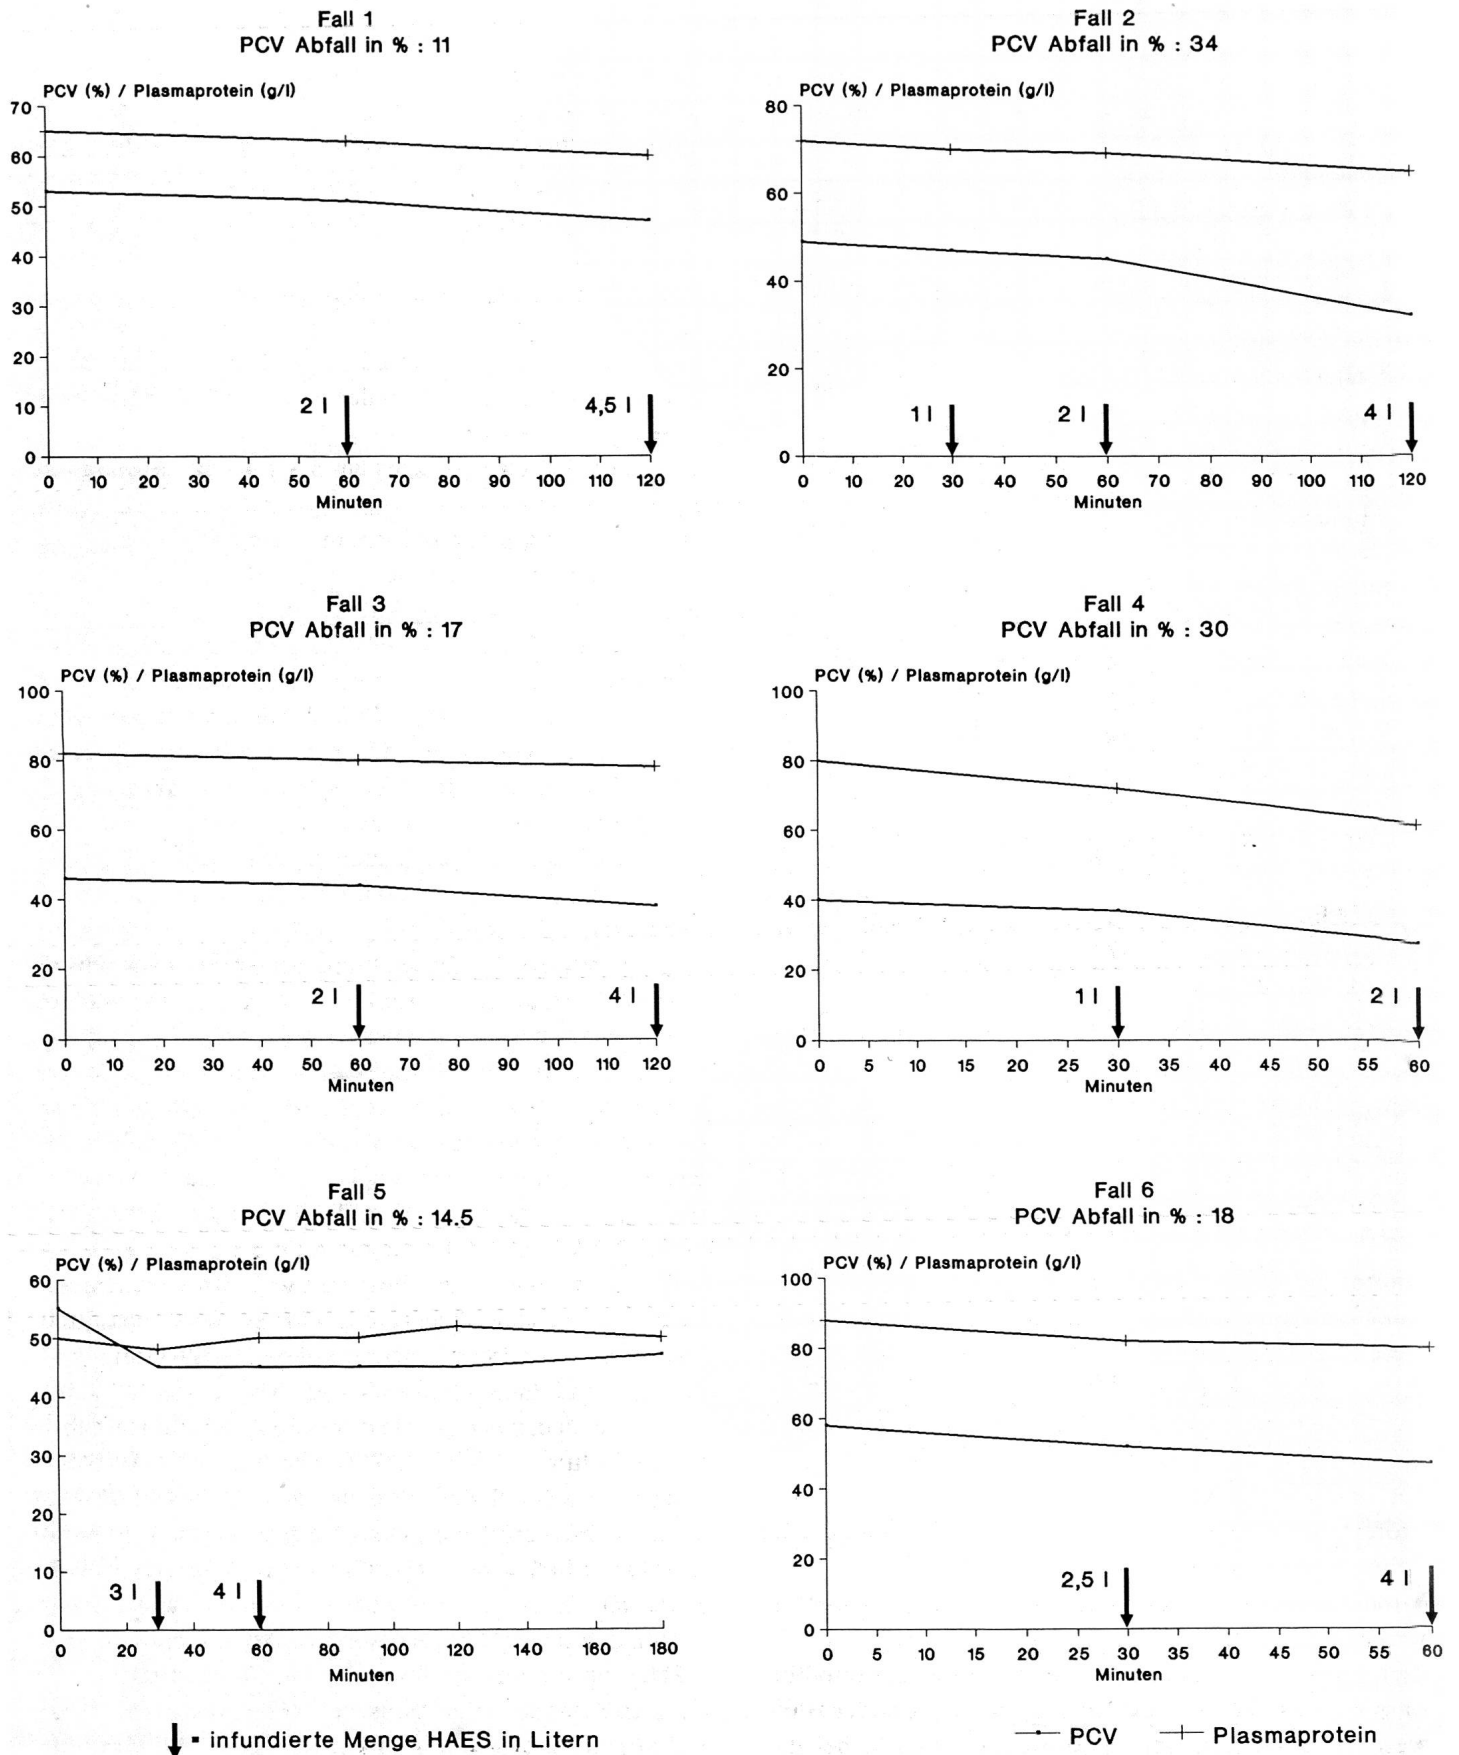 Fall 1
PCV Abfall in % : 11
PCV (%) / Plasmaprotein (g/l)
70
60
50
40
30
20
10
0
2 l
4,5 l
0 10 20 30 40 50 60 70 80 90 100 110 120
Minuten
Fall 2
PCV Abfall in % : 34
PCV (%) / Plasmaprotein (g/l)
80
60
40
20
0
1 l
2 l
4 l
0 10 20 30 40 50 60 70 80 90 100 110 120
Minuten
Fall 3
PCV Abfall in % : 17
PCV (%) / Plasmaprotein (g/l)
100
80
60
40
20
0
2 l
4 l
0 10 20 30 40 50 60 70 80 90 100 110 120
Minuten
Fall 4
PCV Abfall in % : 30
PCV (%) / Plasmaprotein (g/l)
100
80
60
40
20
0
1 l
2 l
0 5 10 15 20 25 30 35 40 45 50 55 60
Minuten
Fall 5
PCV Abfall in % : 14.5
PCV (%) / Plasmaprotein (g/l)
60
50
40
30
20
10
0
3 l
4 l
0 20 40 60 80 100 120 140 160 180
Minuten
Fall 6
PCV Abfall in % : 18
PCV (%) / Plasmaprotein (g/l)
100
80
60
40
20
0
2,5 l
4 l
0 5 10 15 20 25 30 35 40 45 50 55 60
Minuten
= infundierte Menge HAES in Litern
PCV
Plasmaprotein